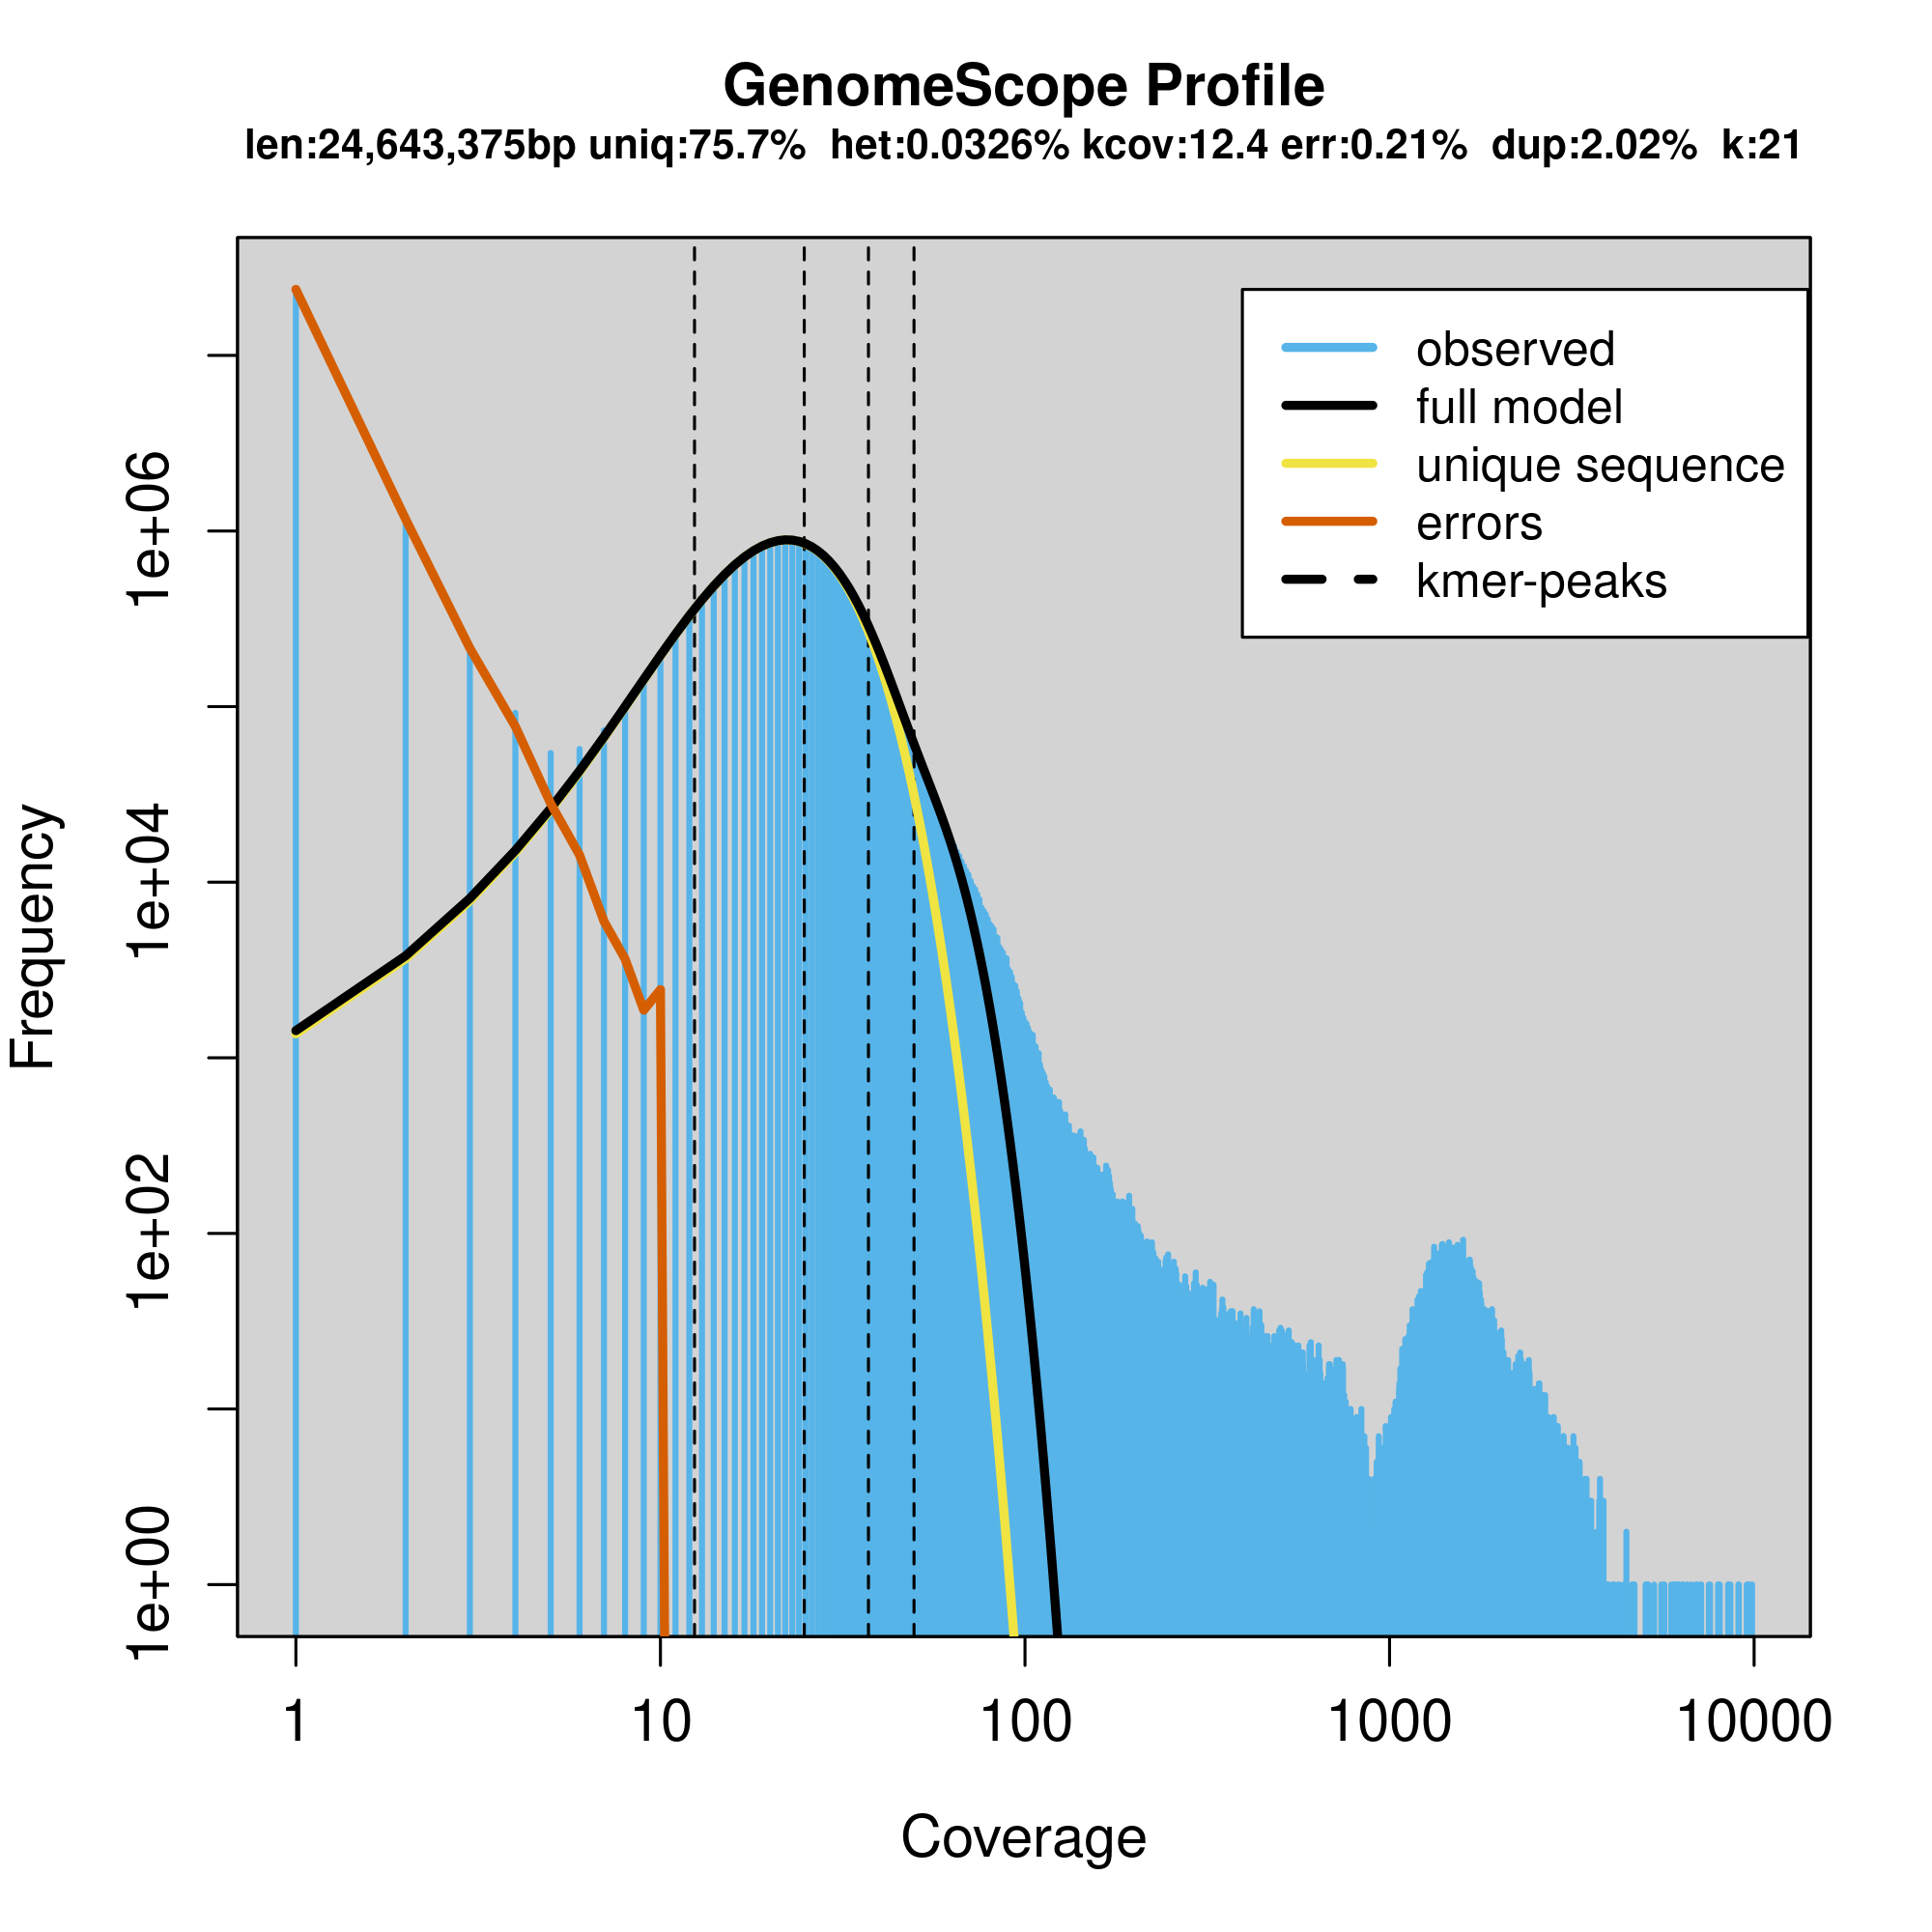 GenomeScope Profile
len:24,643,375bp uniq:75.7% het:0.0326% kcov:12.4 err:0.21% dup:2.02% k:21
observed
full model
unique sequence
errors
kmer-peaks
Frequency
1e+06
1e+04
1e+02
1e+00
1 10 100 1000 10000
Coverage